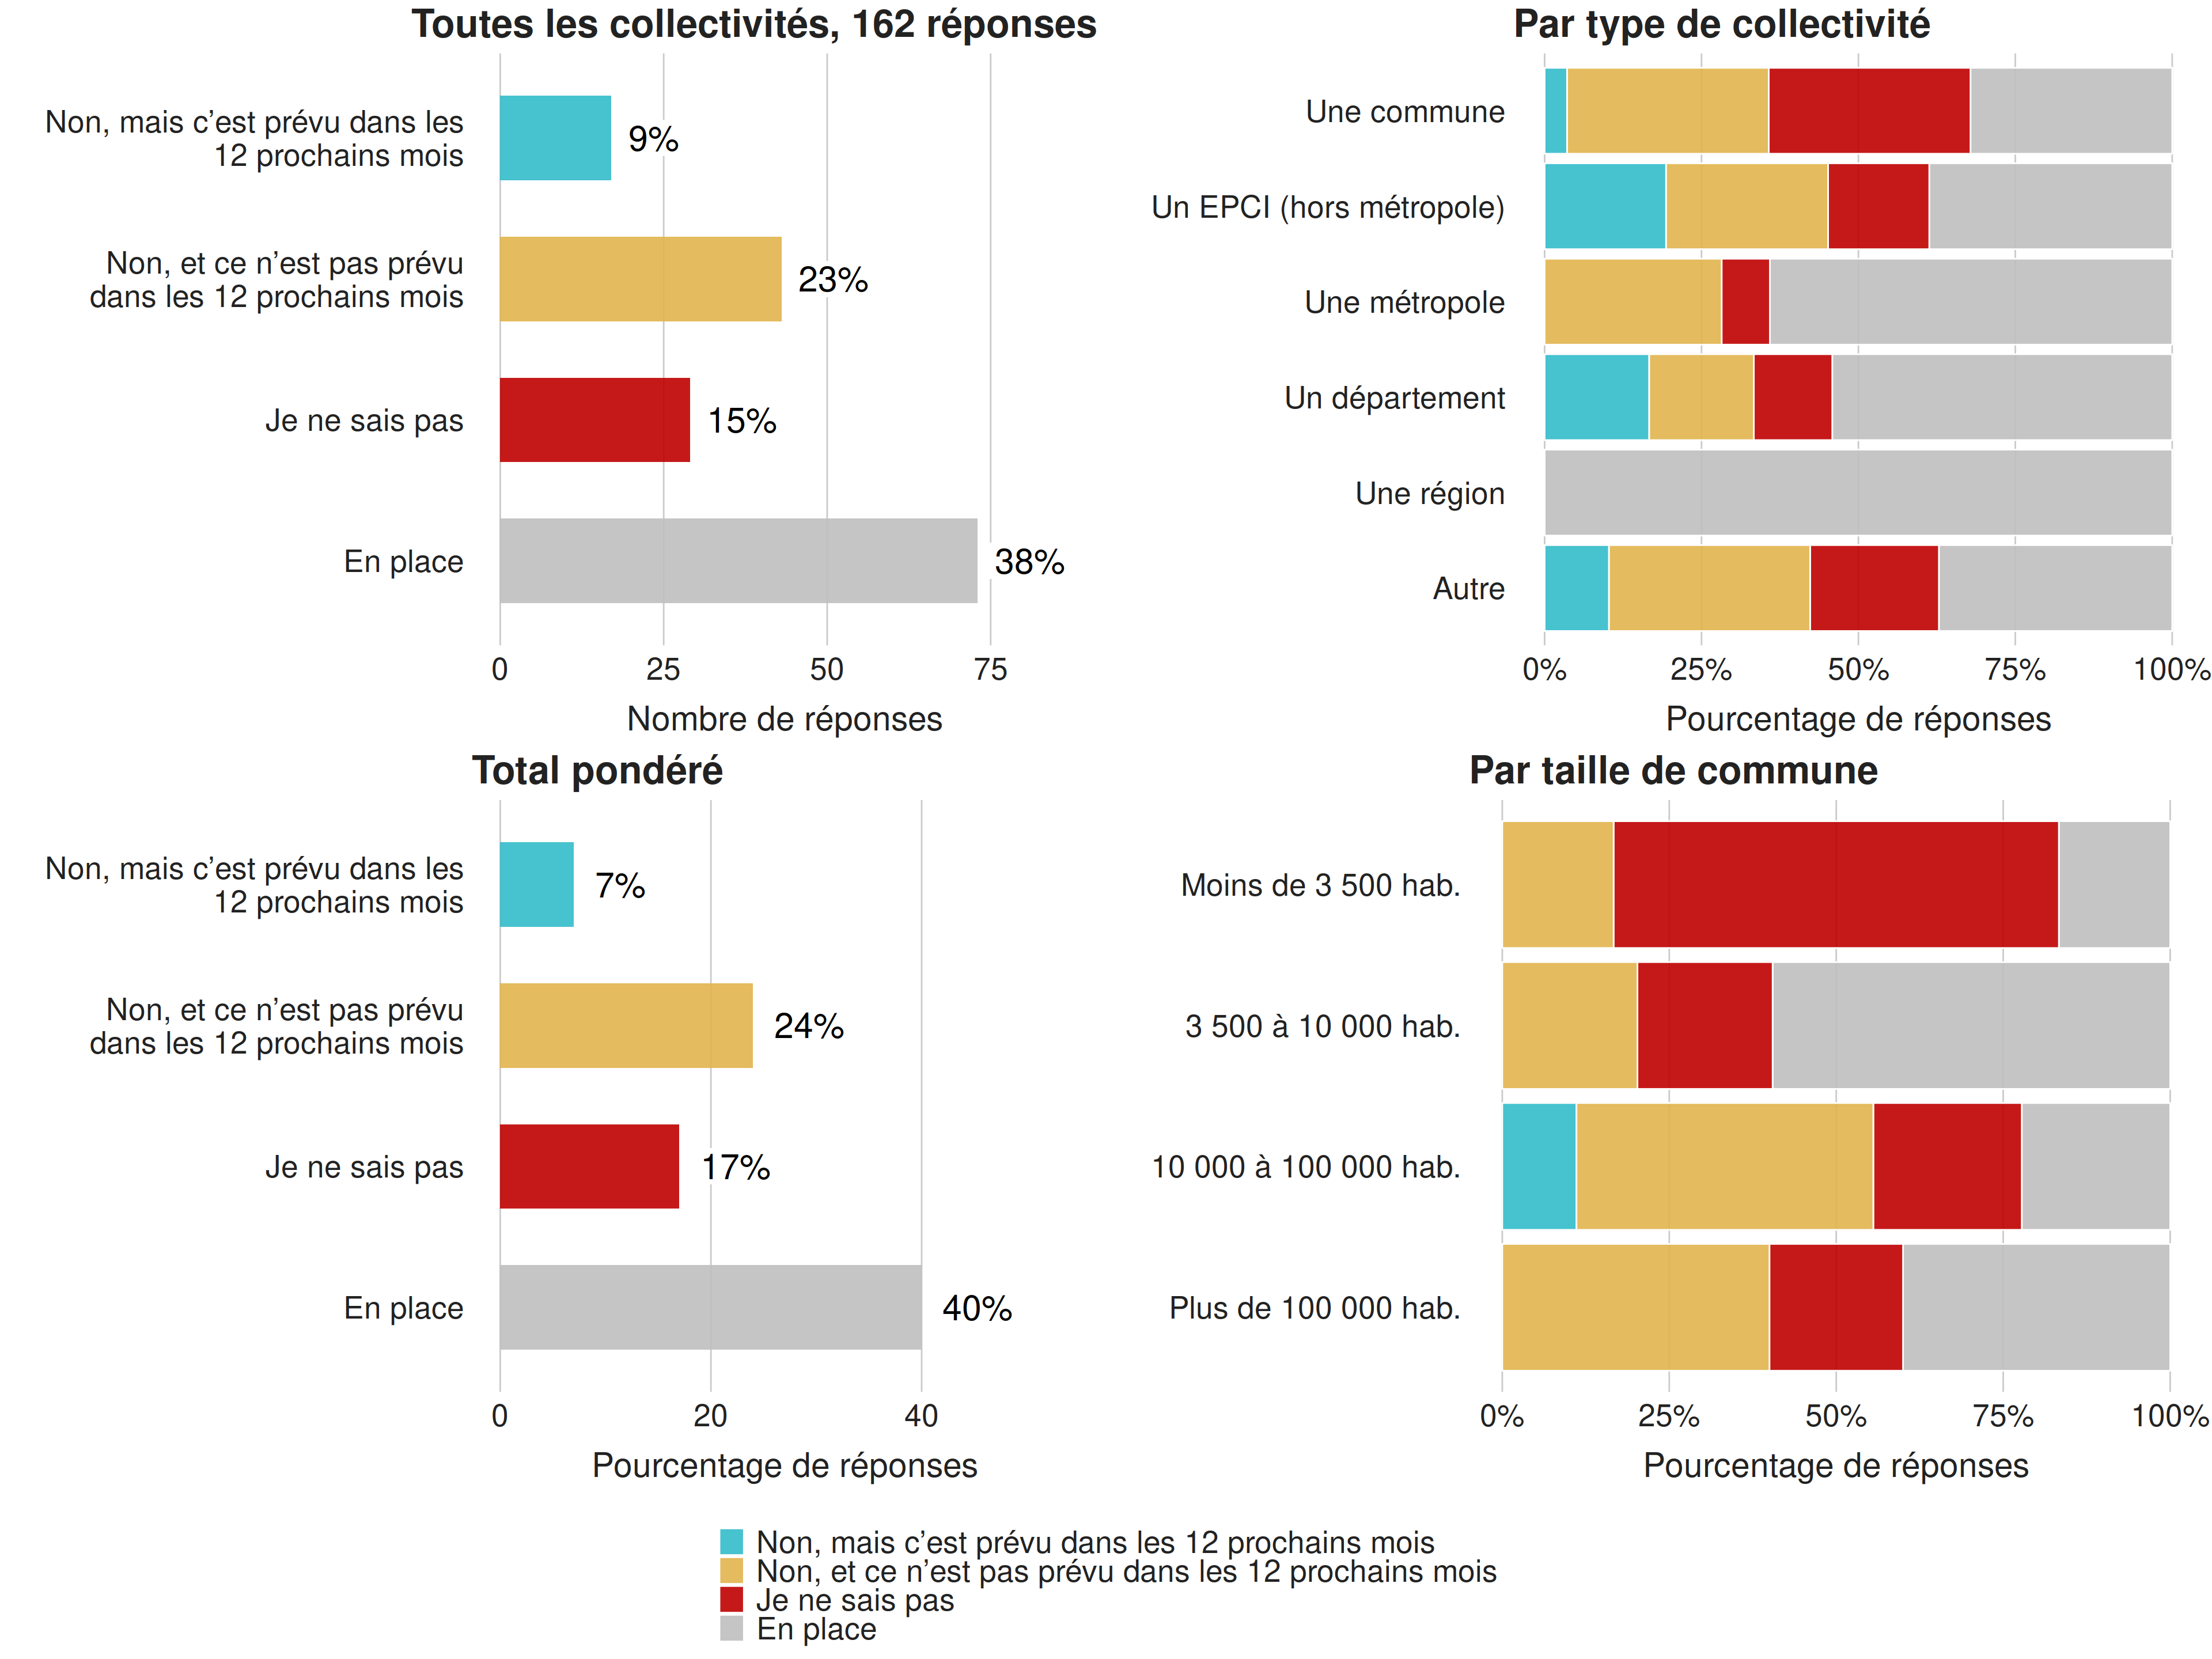 Toutes les collectivités, 162 réponses
Non, mais c’est prévu dans les
12 prochains mois
9%
Non, et ce n’est pas prévu
dans les 12 prochains mois
23%
Je ne sais pas
15%
En place
38%
0 25 50 75
Nombre de réponses
Par type de collectivité
Une commune
Un EPCI (hors métropole)
Une métropole
Un département
Une région
Autre
0% 25% 50% 75% 100%
Pourcentage de réponses
Total pondéré
Non, mais c’est prévu dans les
12 prochains mois
7%
Non, et ce n’est pas prévu
dans les 12 prochains mois
24%
Je ne sais pas
17%
En place
40%
0 20 40
Pourcentage de réponses
Par taille de commune
Moins de 3 500 hab.
3 500 à 10 000 hab.
10 000 à 100 000 hab.
Plus de 100 000 hab.
0% 25% 50% 75% 100%
Pourcentage de réponses
Non, mais c’est prévu dans les 12 prochains mois
Non, et ce n’est pas prévu dans les 12 prochains mois
Je ne sais pas
En place